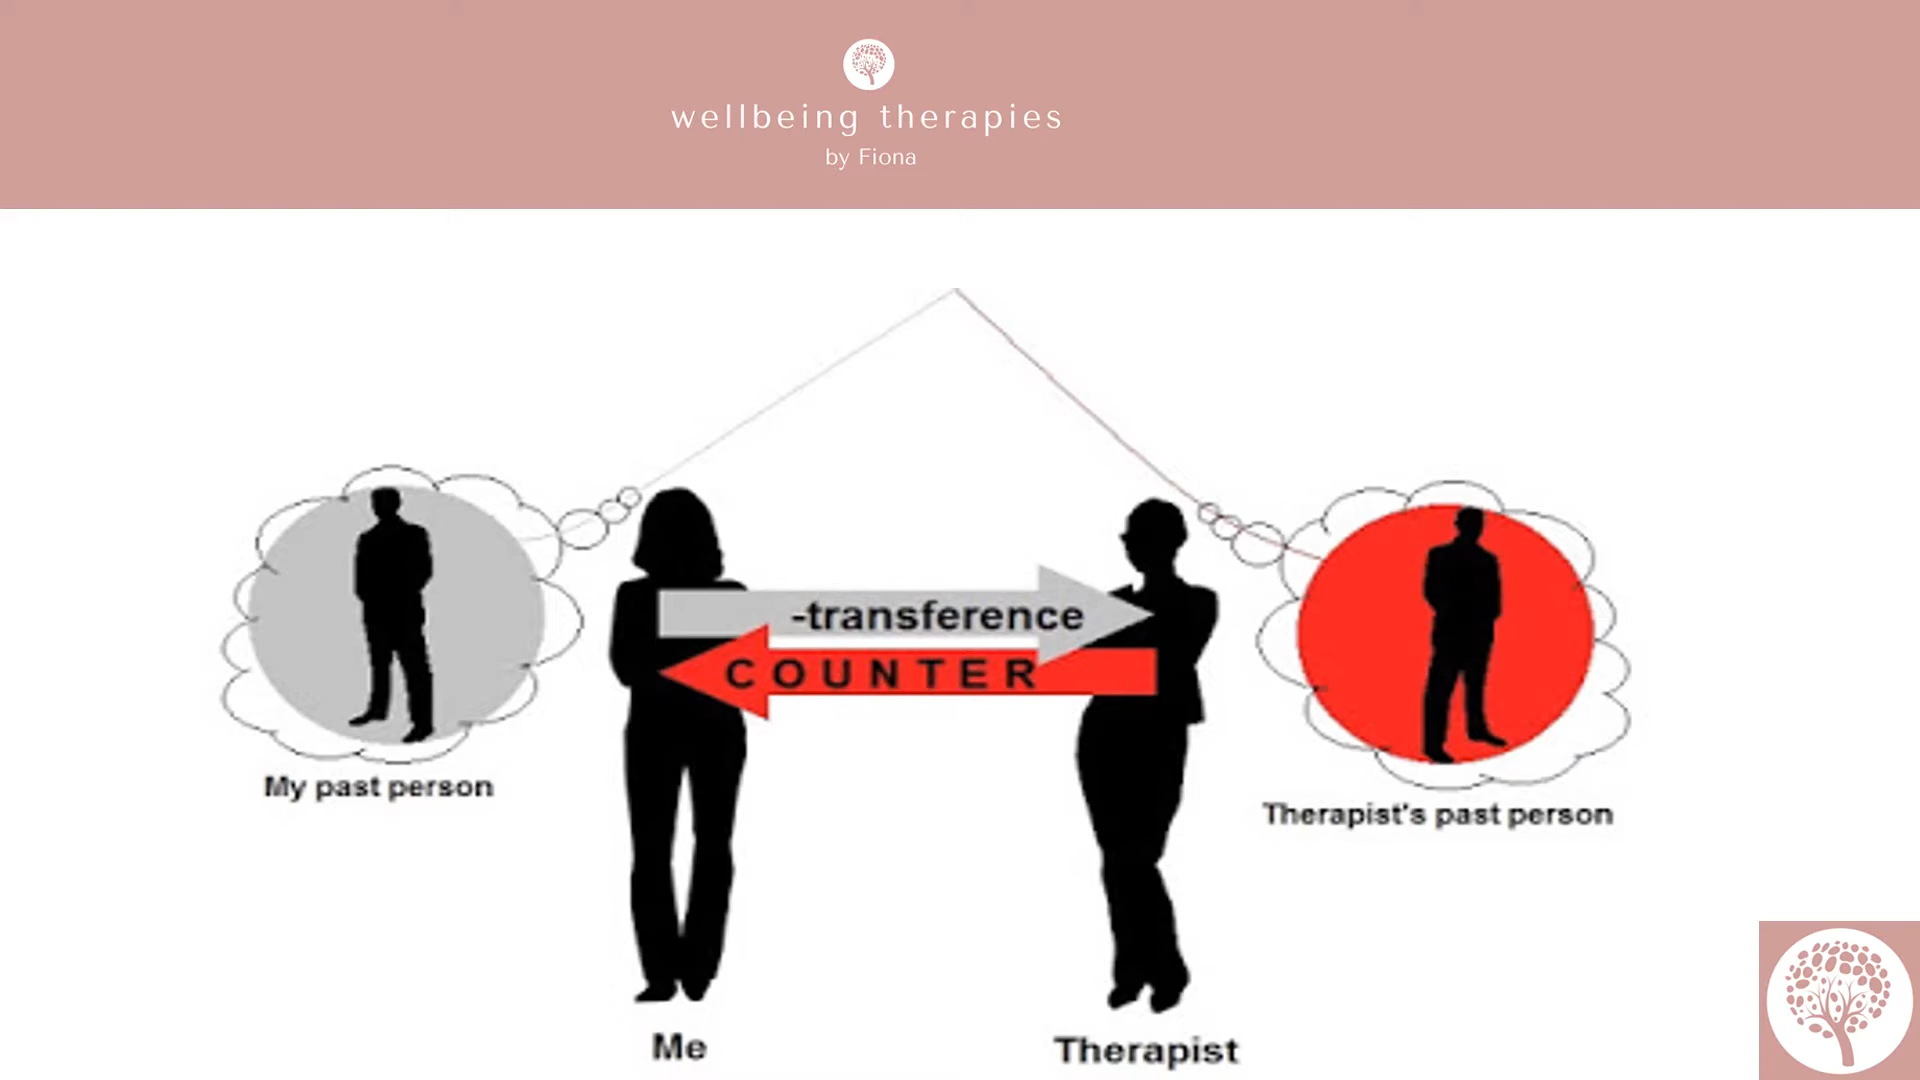 wellbeing therapies
by Fiona
-transference
COUNTER
My past person
Therapist's past person
Me
Therapist